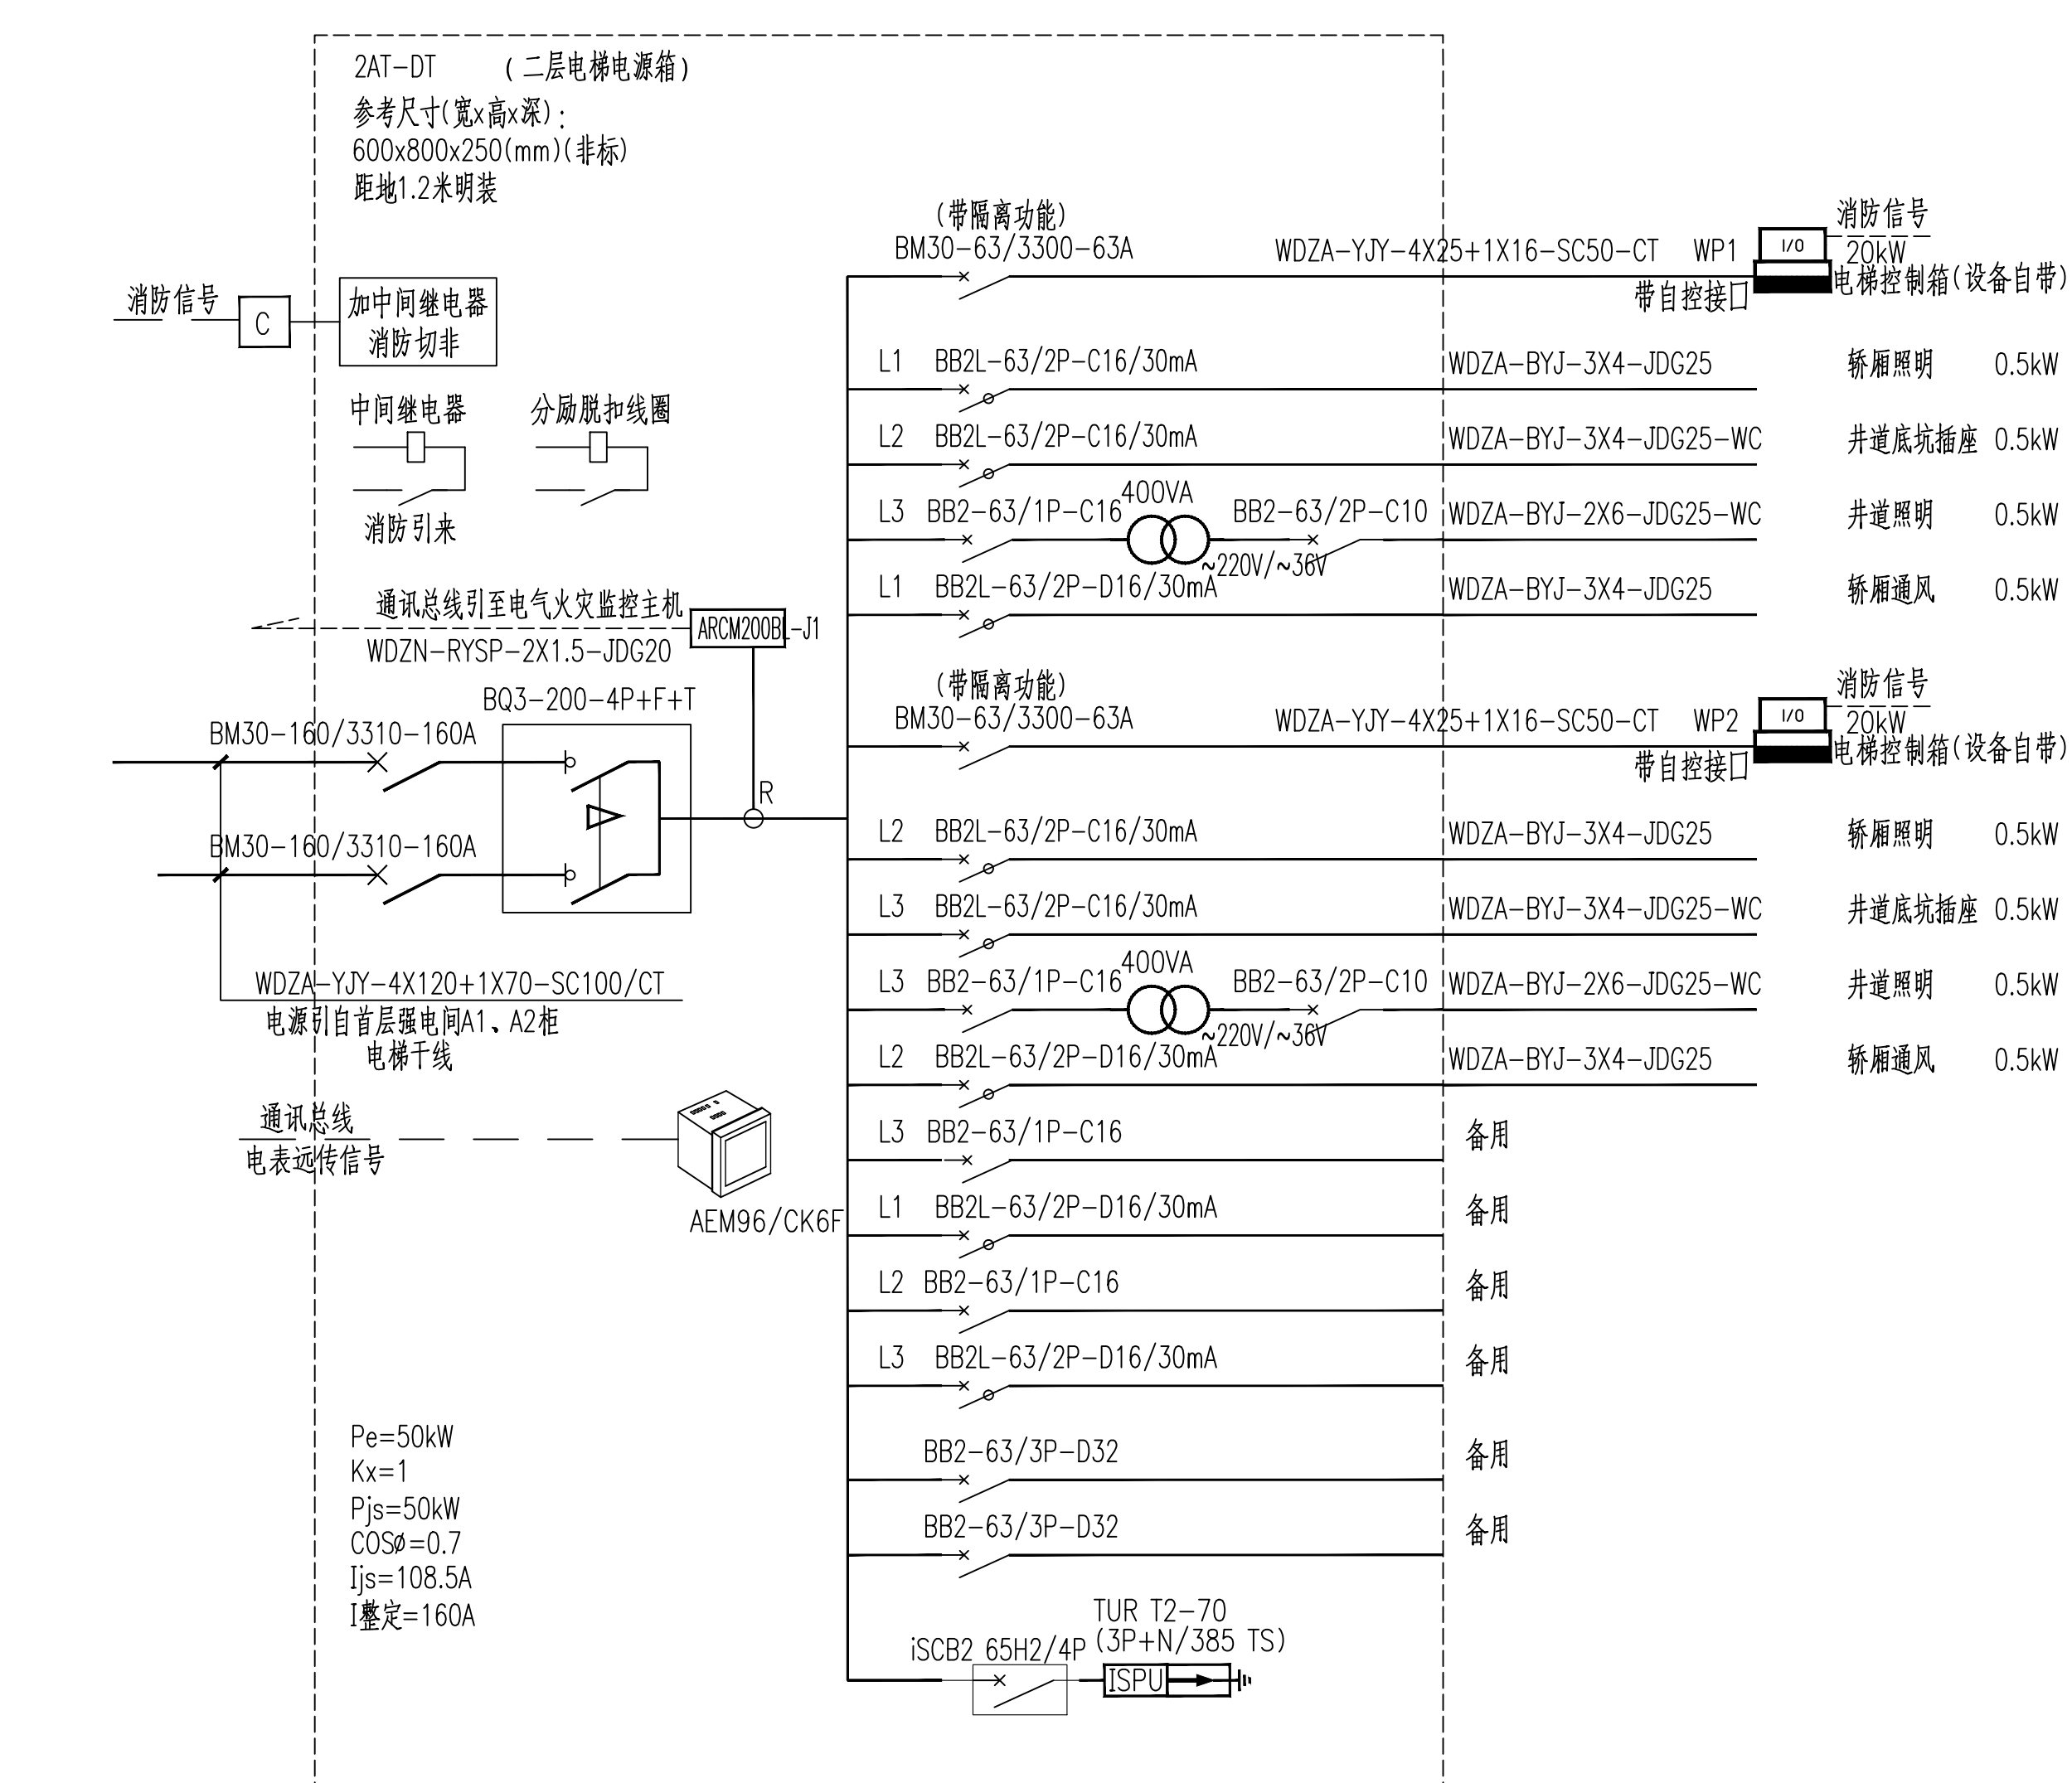 2AT-DT (二层电梯电源箱)
参考尺寸(宽x高x深):
600x800x250(mm)(非标)
距地1.2米明装
消防信号
C
加中间继电器
消防切非
中间继电器
分励脱扣线圈
消防引来
通讯总线引至电气火灾监控主机
ARCM200BL-J1
WDZN-RYSP-2X1.5-JDG20
BQ3-200-4P+F+T
BM30-160/3310-160A
R
BM30-160/3310-160A
WDZA-YJY-4X120+1X70-SC100/CT
电源引自首层强电间A1、A2柜
电梯干线
通讯总线
电表远传信号
AEM96/CK6F
Pe=50kW
Kx=1
Pjs=50kW
COSø=0.7
Ijs=108.5A
I整定=160A
(带隔离功能)
BM30-63/3300-63A WDZA-YJY-4X25+1X16-SC50-CT WP1
带自控接口
I/O
消防信号
20kW
电梯控制箱(设备自带)
L1 BB2L-63/2P-C16/30mA WDZA-BYJ-3X4-JDG25 轿厢照明 0.5kW
L2 BB2L-63/2P-C16/30mA WDZA-BYJ-3X4-JDG25-WC 井道底坑插座 0.5kW
L3 BB2-63/1P-C16 400VA BB2-63/2P-C10 WDZA-BYJ-2X6-JDG25-WC 井道照明 0.5kW
~220V/~36V
L1 BB2L-63/2P-D16/30mA WDZA-BYJ-3X4-JDG25 轿厢通风 0.5kW
(带隔离功能)
BM30-63/3300-63A WDZA-YJY-4X25+1X16-SC50-CT WP2
带自控接口
I/O
消防信号
20kW
电梯控制箱(设备自带)
L2 BB2L-63/2P-C16/30mA WDZA-BYJ-3X4-JDG25 轿厢照明 0.5kW
L3 BB2L-63/2P-C16/30mA WDZA-BYJ-3X4-JDG25-WC 井道底坑插座 0.5kW
L3 BB2-63/1P-C16 400VA BB2-63/2P-C10 WDZA-BYJ-2X6-JDG25-WC 井道照明 0.5kW
~220V/~36V
L2 BB2L-63/2P-D16/30mA WDZA-BYJ-3X4-JDG25 轿厢通风 0.5kW
L3 BB2-63/1P-C16 备用
L1 BB2L-63/2P-D16/30mA 备用
L2 BB2-63/1P-C16 备用
L3 BB2L-63/2P-D16/30mA 备用
BB2-63/3P-D32 备用
BB2-63/3P-D32 备用
TUR T2-70
iSCB2 65H2/4P (3P+N/385 TS)
ISPU